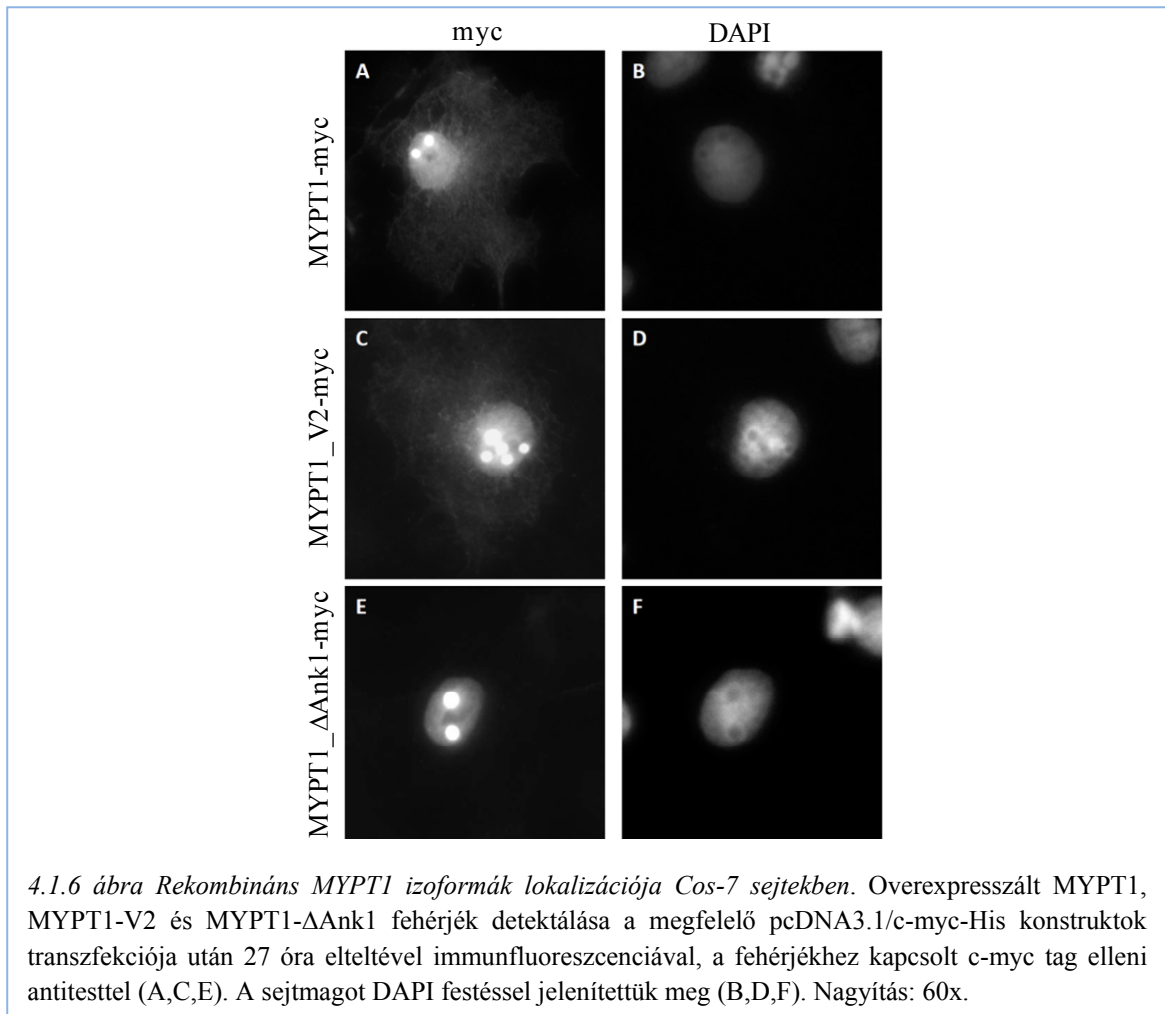 myc DAPI
MYPT1-myc
A B
MYPT1_V2-myc
C D
MYPT1_ΔAnk1-myc
E F
4.1.6 ábra Rekombináns MYPT1 izoformák lokalizációja Cos-7 sejtekben. Overexpresszált MYPT1,
MYPT1-V2 és MYPT1-ΔAnk1 fehérjék detektálása a megfelelő pcDNA3.1/c-myc-His konstruktok
transzfekciója után 27 óra elteltével immunfluoreszcenciával, a fehérjékhez kapcsolt c-myc tag elleni
antitesttel (A,C,E). A sejtmagot DAPI festéssel jelenítettük meg (B,D,F). Nagyítás: 60x.